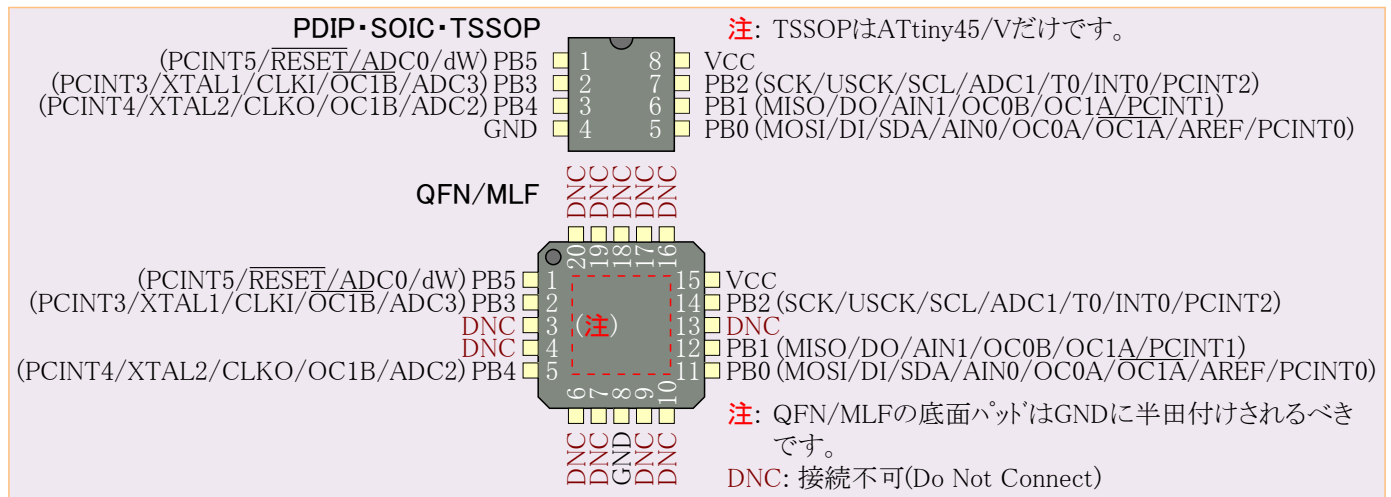 PDIP・SOIC・TSSOP
注: TSSOPはATtiny45/Vだけです。
(PCINT5/RESET/ADC0/dW) PB5 1 8 VCC
(PCINT3/XTAL1/CLKI/OC1B/ADC3) PB3 2 7 PB2 (SCK/USCK/SCL/ADC1/T0/INT0/PCINT2)
(PCINT4/XTAL2/CLKO/OC1B/ADC2) PB4 3 6 PB1 (MISO/DO/AIN1/OC0B/OC1A/PCINT1)
GND 4 5 PB0 (MOSI/DI/SDA/AIN0/OC0A/OC1A/AREF/PCINT0)
QFN/MLF
DNC DNC DNC DNC DNC
20 19 18 17 16
(PCINT5/RESET/ADC0/dW) PB5 1 15 VCC
(PCINT3/XTAL1/CLKI/OC1B/ADC3) PB3 2 14 PB2 (SCK/USCK/SCL/ADC1/T0/INT0/PCINT2)
DNC 3 (注) 13 DNC
DNC 4 12 PB1 (MISO/DO/AIN1/OC0B/OC1A/PCINT1)
(PCINT4/XTAL2/CLKO/OC1B/ADC2) PB4 5 11 PB0 (MOSI/DI/SDA/AIN0/OC0A/OC1A/AREF/PCINT0)
6 7 8 9 10
DNC DNC GND DNC DNC
注: QFN/MLFの底面パッドはGNDに半田付けされるべき
です。
DNC: 接続不可(Do Not Connect)